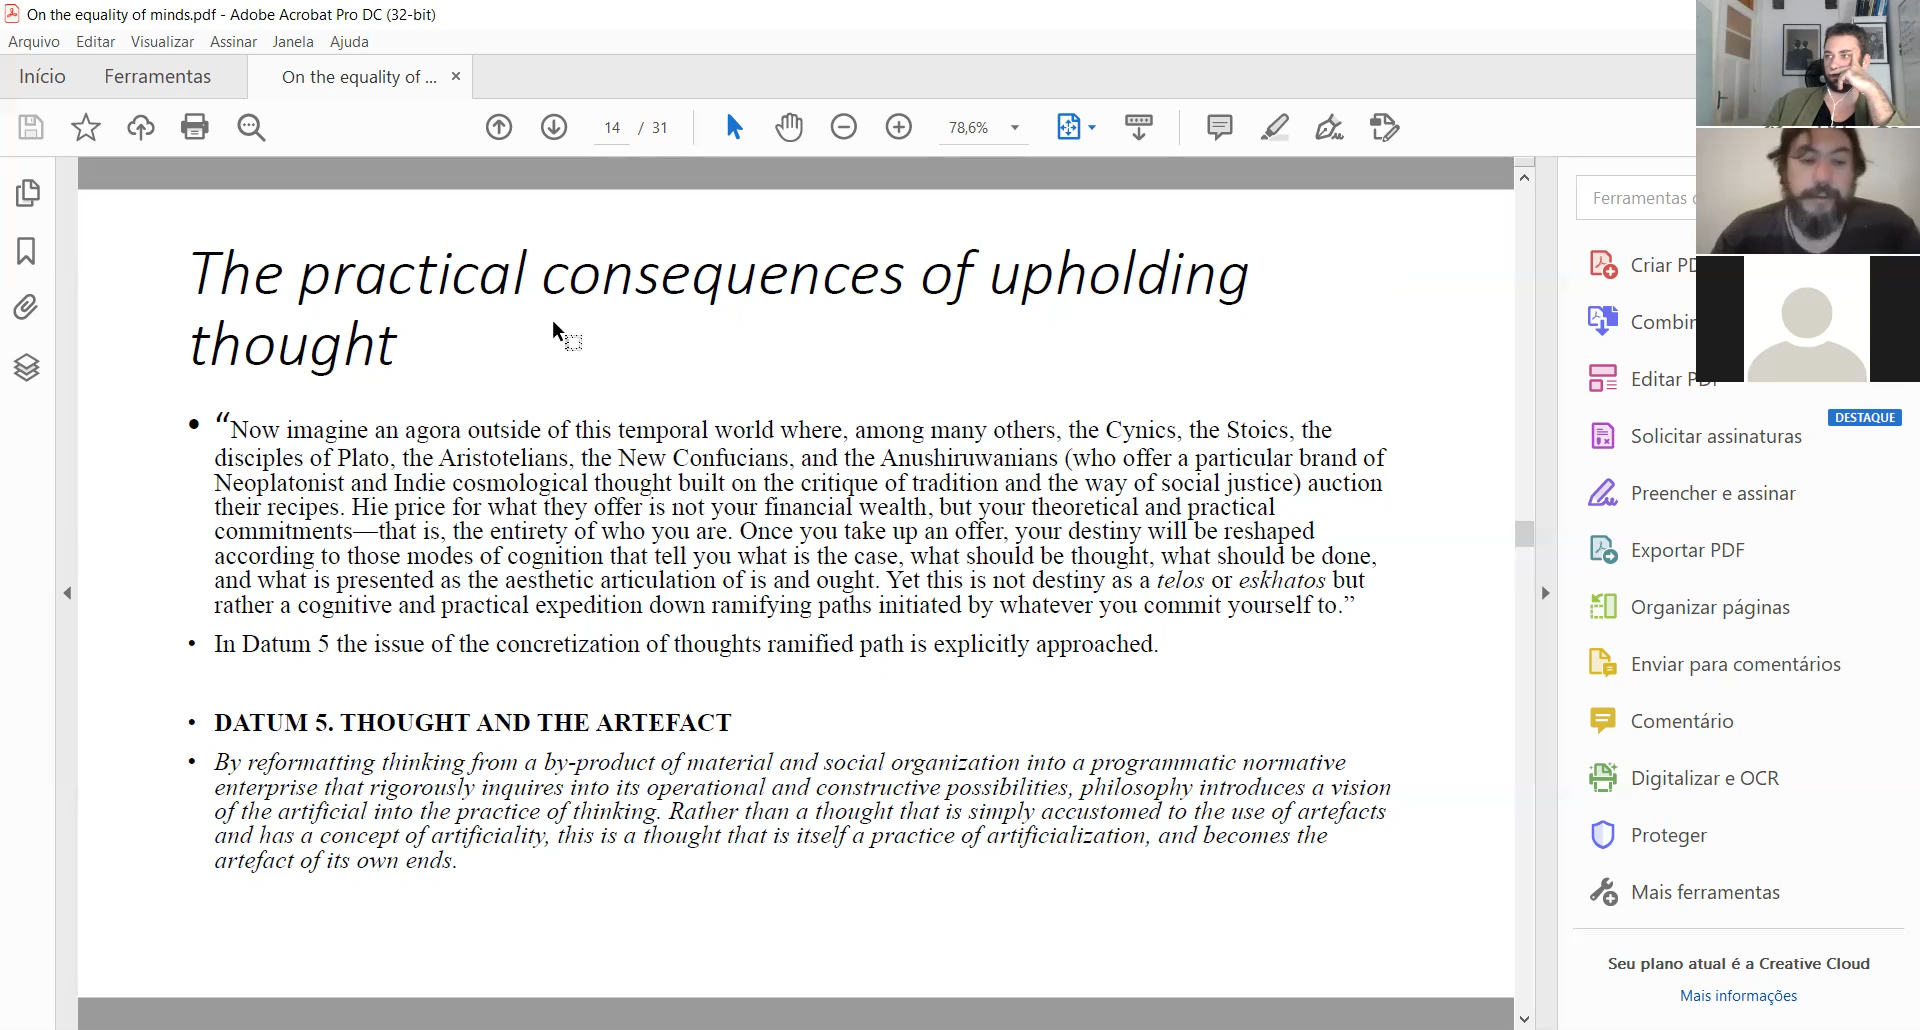 On the equality of minds.pdf - Adobe Acrobat Pro DC (32-bit)
Arquivo Editar Visualizar Assinar Janela Ajuda
Início Ferramentas On the equality of ... ×
14 / 31 78,6%
Ferramentas
The practical consequences of upholding
thought
• “Now imagine an agora outside of this temporal world where, among many others, the Cynics, the Stoics, the
disciples of Plato, the Aristotelians, the New Confucians, and the Anushiruwanians (who offer a particular brand of
Neoplatonist and Indie cosmological thought built on the critique of tradition and the way of social justice) auction
their recipes. Hie price for what they offer is not your financial wealth, but your theoretical and practical
commitments—that is, the entirety of who you are. Once you take up an offer, your destiny will be reshaped
according to those modes of cognition that tell you what is the case, what should be thought, what should be done,
and what is presented as the aesthetic articulation of is and ought. Yet this is not destiny as a telos or eskhatos but
rather a cognitive and practical expedition down ramifying paths initiated by whatever you commit yourself to.”
• In Datum 5 the issue of the concretization of thoughts ramified path is explicitly approached.
• DATUM 5. THOUGHT AND THE ARTEFACT
• By reformatting thinking from a by-product of material and social organization into a programmatic normative
enterprise that rigorously inquires into its operational and constructive possibilities, philosophy introduces a vision
of the artificial into the practice of thinking. Rather than a thought that is simply accustomed to the use of artefacts
and has a concept of artificiality, this is a thought that is itself a practice of artificialization, and becomes the
artefact of its own ends.
Criar PD
Combin
Editar PDF
DESTAQUE
Solicitar assinaturas
Preencher e assinar
Exportar PDF
Organizar páginas
Enviar para comentários
Comentário
Digitalizar e OCR
Proteger
Mais ferramentas
Seu plano atual é a Creative Cloud
Mais informações